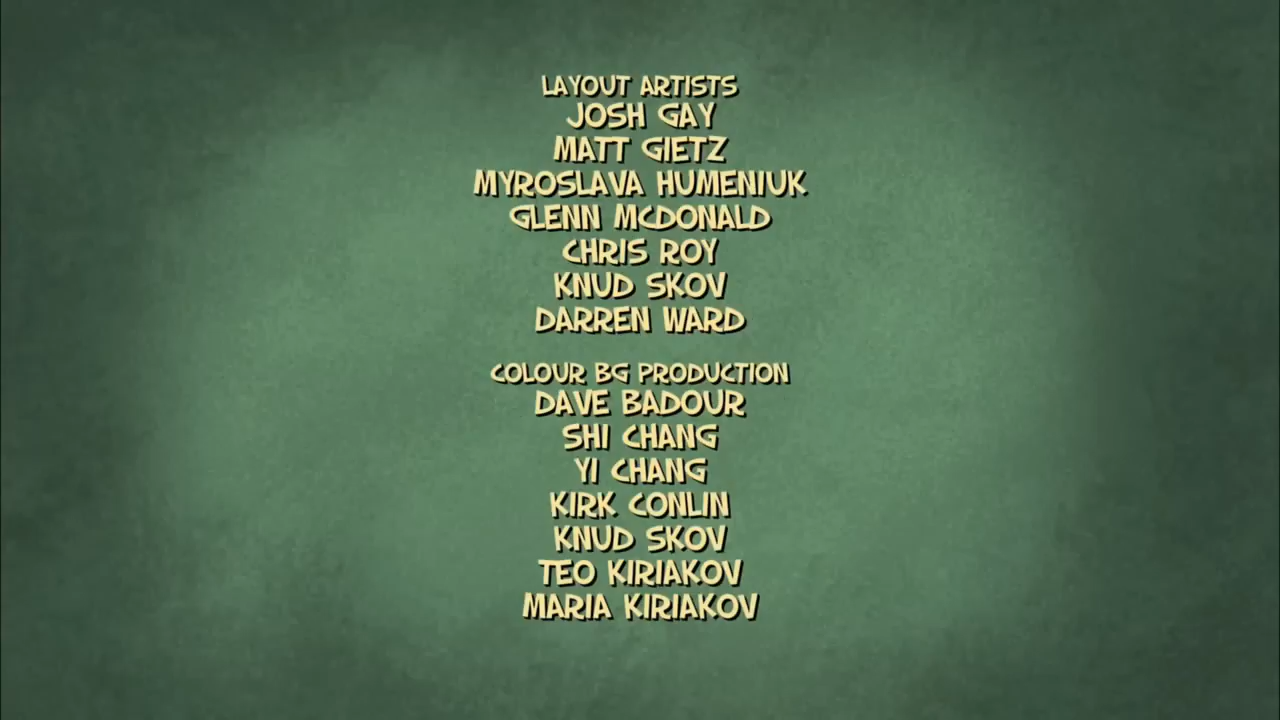 LAYOUT ARTISTS
JOSH GAY
MATT GIETZ
MYROSLAVA HUMENIUK
GLENN MCDONALD
CHRIS ROY
KNUD SKOV
DARREN WARD
COLOUR BG PRODUCTION
DAVE BADOUR
SHI CHANG
YI CHANG
KIRK CONLIN
KNUD SKOV
TEO KIRIAKOV
MARIA KIRIAKOV